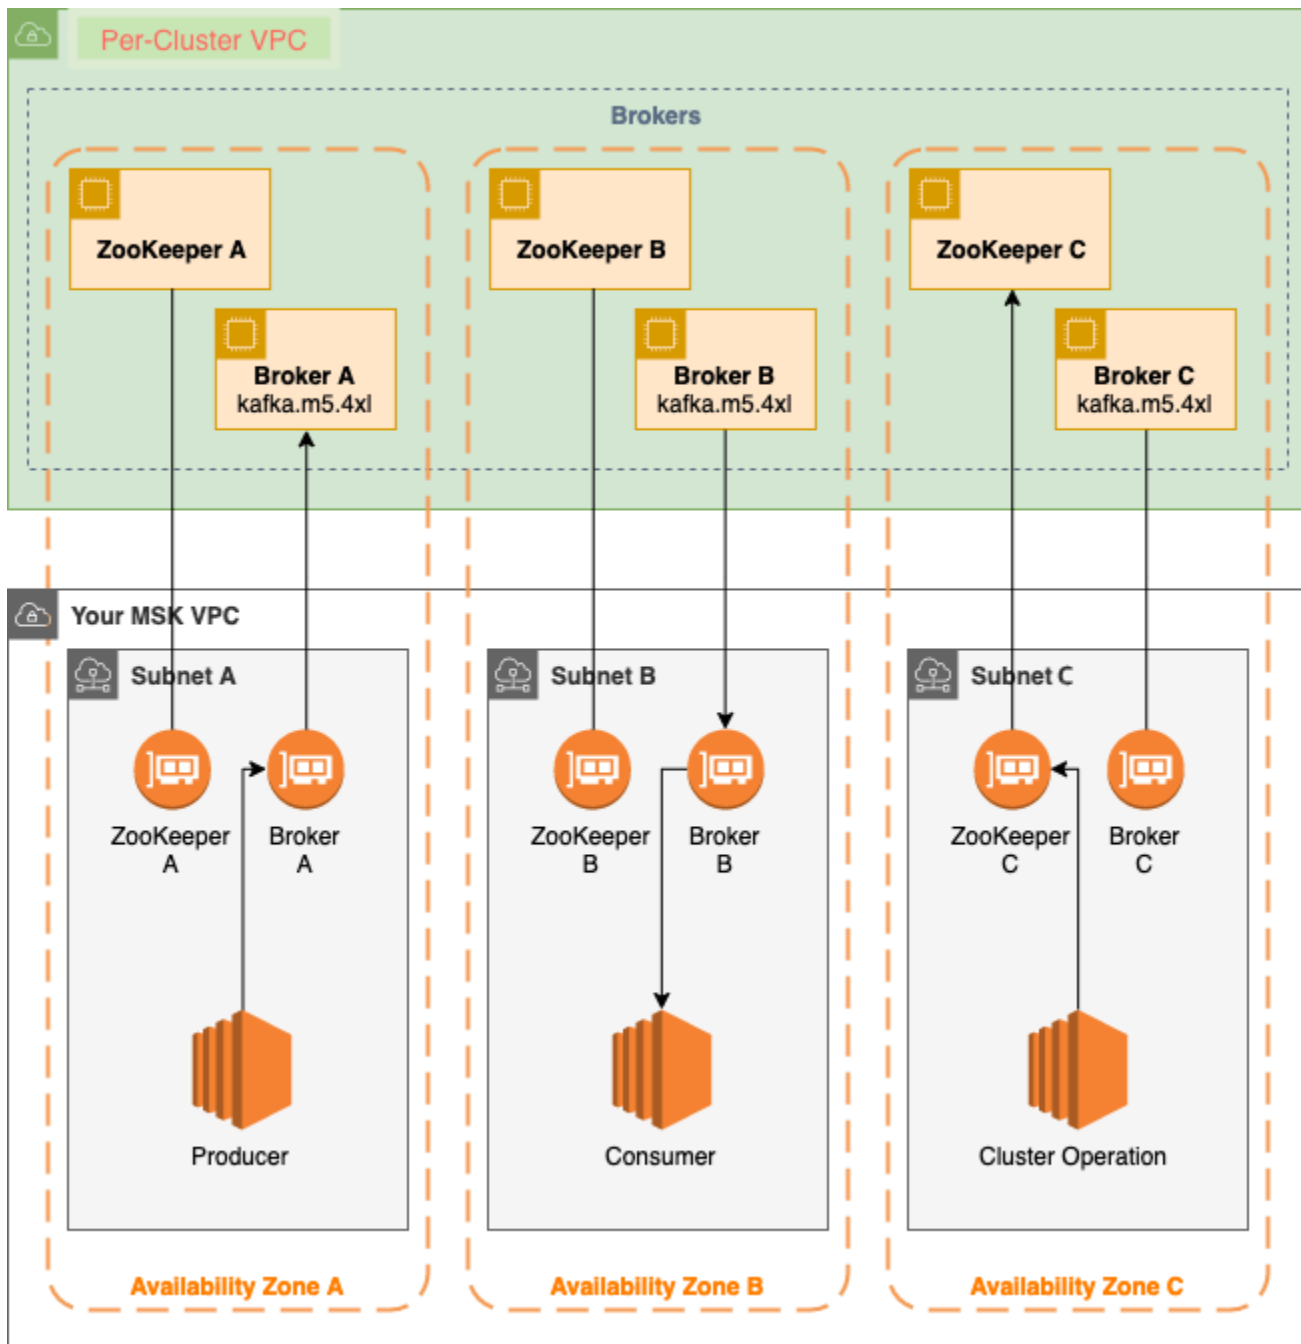 Per-Cluster VPC
Brokers
ZooKeeper A
ZooKeeper B
ZooKeeper C
Broker A
kafka.m5.4xl
Broker B
kafka.m5.4xl
Broker C
kafka.m5.4xl
Your MSK VPC
Subnet A
Subnet B
Subnet C
ZooKeeper
A
Broker
A
ZooKeeper
B
Broker
B
ZooKeeper
C
Broker
C
Producer
Consumer
Cluster Operation
Availability Zone A
Availability Zone B
Availability Zone C